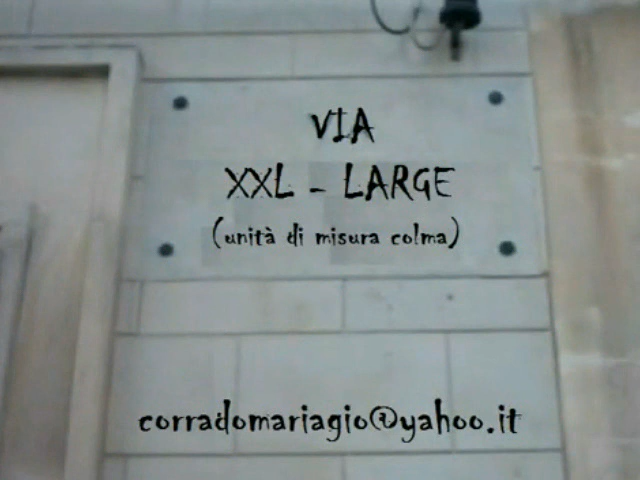 VIA
XXL - LARGE
(unità di misura colma)
corradomariagio@yahoo.it